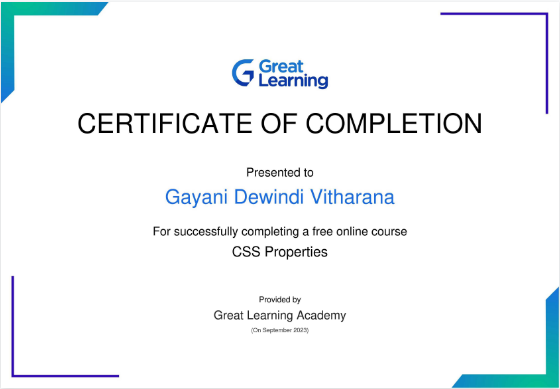 Great
Learning
CERTIFICATE OF COMPLETION
Presented to
Gayani Dewindi Vitharana
For successfully completing a free online course
CSS Properties
Provided by
Great Learning Academy
(On September 2023)